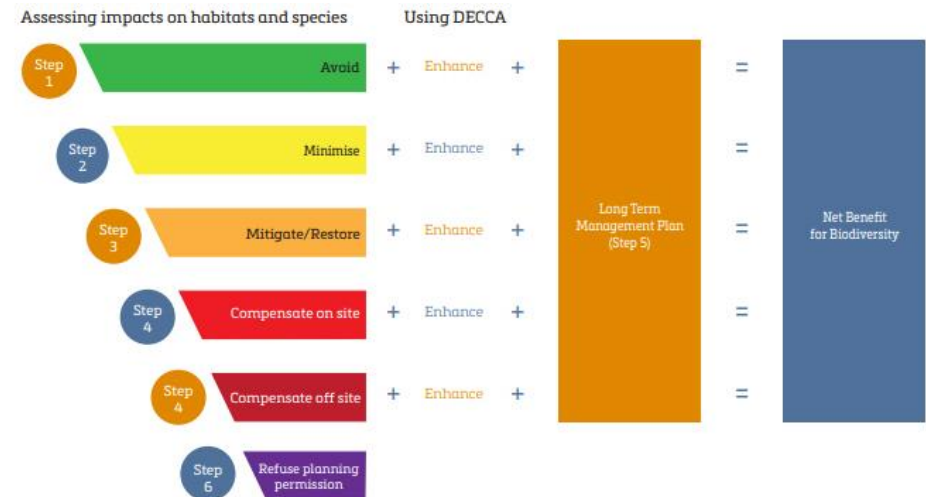 Assessing impacts on habitats and species
Using DECCA
Step
1
Avoid
+ Enhance + =
Step
2
Minimise
+ Enhance + =
Step
3
Mitigate/Restore
+ Enhance + =
Long Term
Management Plan
(Step 5)
Net Benefit
for Biodiversity
Step
4
Compensate on site
+ Enhance + =
Step
4
Compensate off site
+ Enhance + =
Step
6
Refuse planning
permission